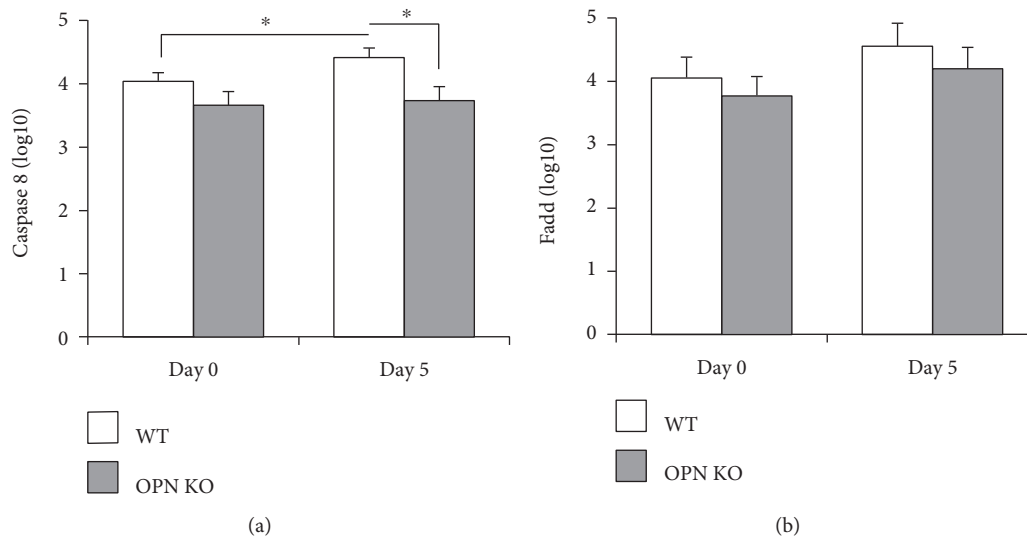 Caspase 8 (log10)
5
4
3
2
1
0
*
*
Day 0
Day 5
WT
OPN KO
(a)
Fadd (log10)
5
4
3
2
1
0
Day 0
Day 5
WT
OPN KO
(b)